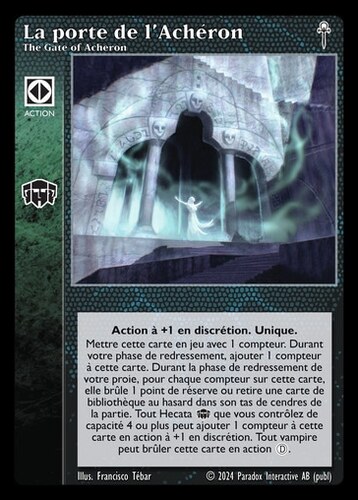 La porte de l'Achéron
The Gate of Acheron
ACTION
Action à +1 en discrétion. Unique.
Mettre cette carte en jeu avec 1 compteur. Durant
votre phase de redressement, ajouter 1 compteur
à cette carte. Durant la phase de redressement de
votre proie, pour chaque compteur sur cette carte,
elle brûle 1 point de réserve ou retire une carte de
bibliothèque au hasard dans son tas de cendres de
la partie. Tout Hecata que vous contrôlez de
capacité 4 ou plus peut ajouter 1 compteur à cette
carte en action à +1 en discrétion. Tout vampire
peut brûler cette carte en action Ⓓ.
Illus. Francisco Tébar © 2024 Paradox Interactive AB (publ)